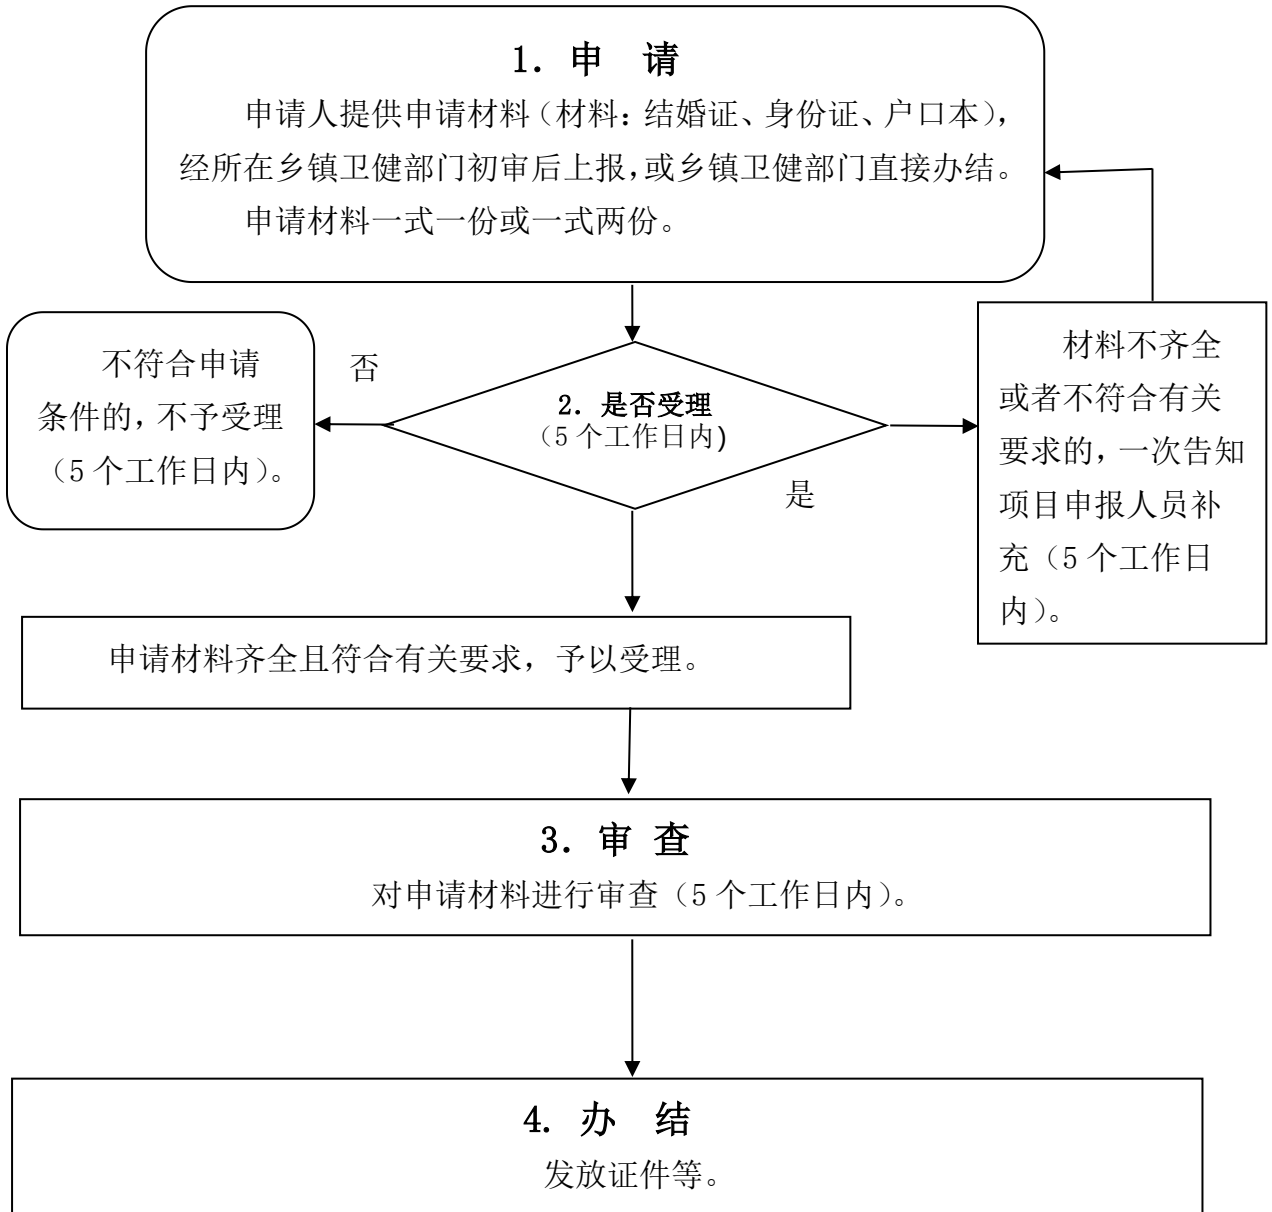 1. 申 请
申请人提供申请材料（材料：结婚证、身份证、户口本），
经所在乡镇卫健部门初审后上报，或乡镇卫健部门直接办结。
申请材料一式一份或一式两份。
不符合申请
条件的，不予受理
（5 个工作日内）。
否
2. 是否受理
（5 个工作日内)
是
材料不齐全
或者不符合有关
要求的，一次告知
项目申报人员补
充（5 个工作日
内）。
申请材料齐全且符合有关要求，予以受理。
3. 审 查
对申请材料进行审查（5 个工作日内）。
4. 办 结
发放证件等。